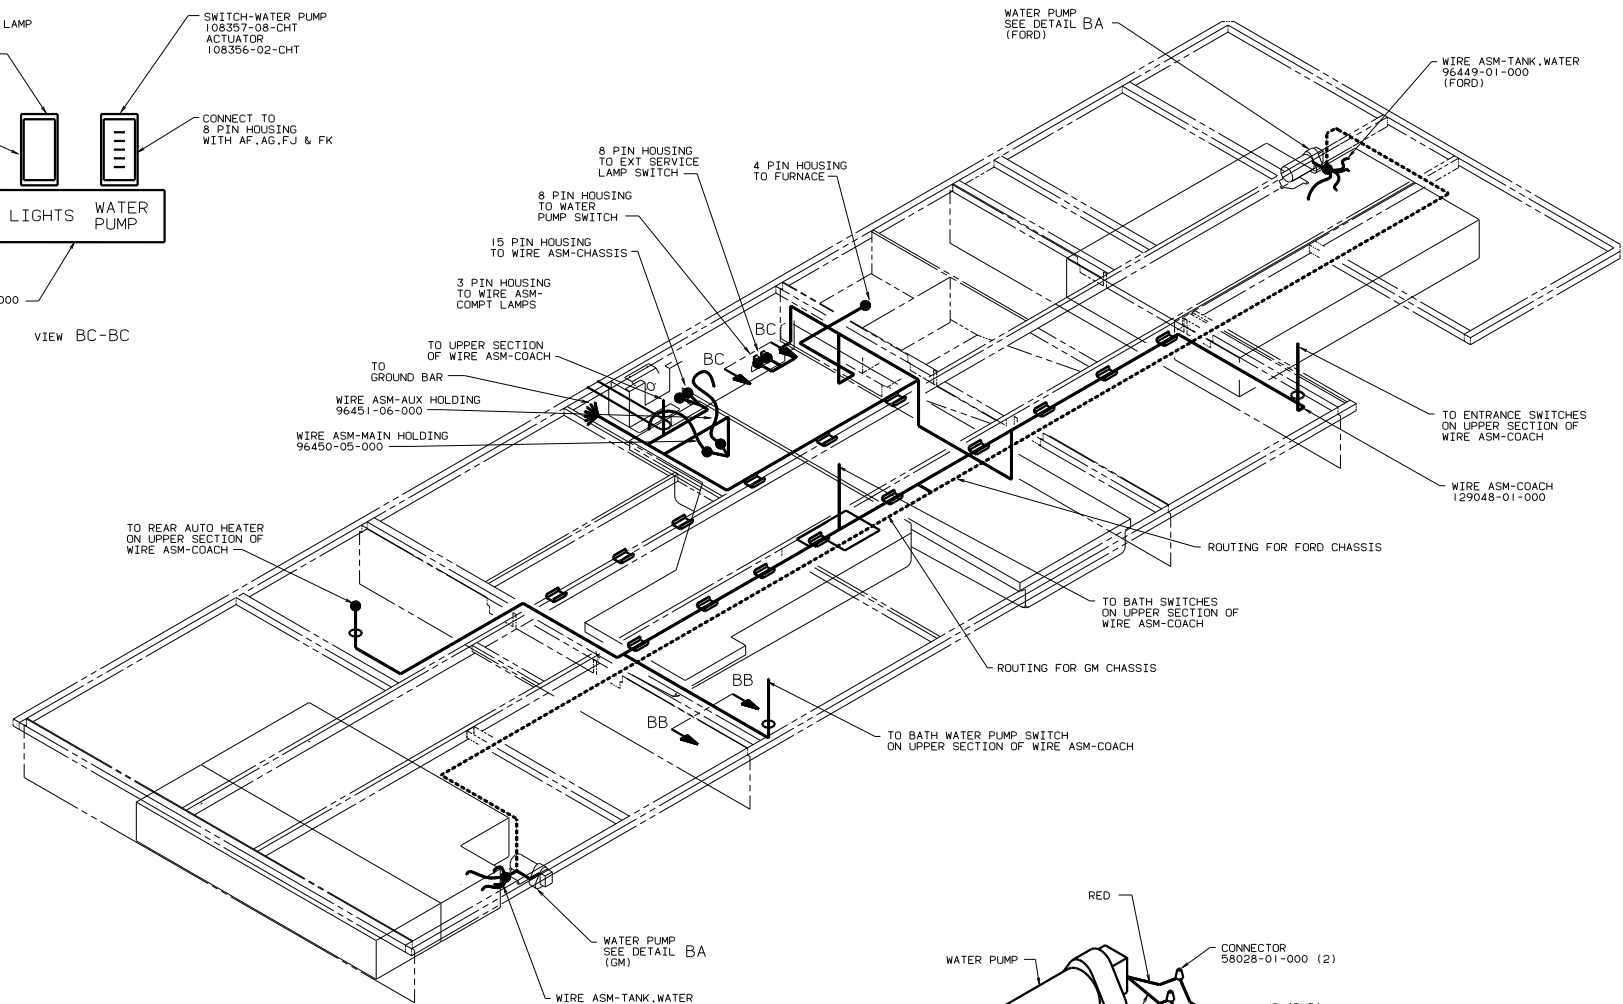 LAMP
SWITCH-WATER PUMP
108357-08-CHT
ACTUATOR
108356-02-CHT
CONNECT TO
8 PIN HOUSING
WITH AF,AG,FJ & FK
LIGHTS
WATER
PUMP
VIEW BC-BC
WATER PUMP
SEE DETAIL BA
(FORD)
WIRE ASM-TANK,WATER
96449-01-000
(FORD)
8 PIN HOUSING
TO EXT SERVICE
LAMP SWITCH
4 PIN HOUSING
TO FURNACE
8 PIN HOUSING
TO WATER
PUMP SWITCH
15 PIN HOUSING
TO WIRE ASM-CHASSIS
3 PIN HOUSING
TO WIRE ASM-
COMPT LAMPS
BC
BC
TO UPPER SECTION
OF WIRE ASM-COACH
TO
GROUND BAR
WIRE ASM-AUX HOLDING
96451-06-000
WIRE ASM-MAIN HOLDING
96450-05-000
TO ENTRANCE SWITCHES
ON UPPER SECTION OF
WIRE ASM-COACH
WIRE ASM-COACH
129048-01-000
TO REAR AUTO HEATER
ON UPPER SECTION OF
WIRE ASM-COACH
ROUTING FOR FORD CHASSIS
TO BATH SWITCHES
ON UPPER SECTION OF
WIRE ASM-COACH
ROUTING FOR GM CHASSIS
BB
BB
TO BATH WATER PUMP SWITCH
ON UPPER SECTION OF WIRE ASM-COACH
WATER PUMP
SEE DETAIL BA
(GM)
WIRE ASM-TANK,WATER
RED
CONNECTOR
58028-01-000 (2)
WATER PUMP